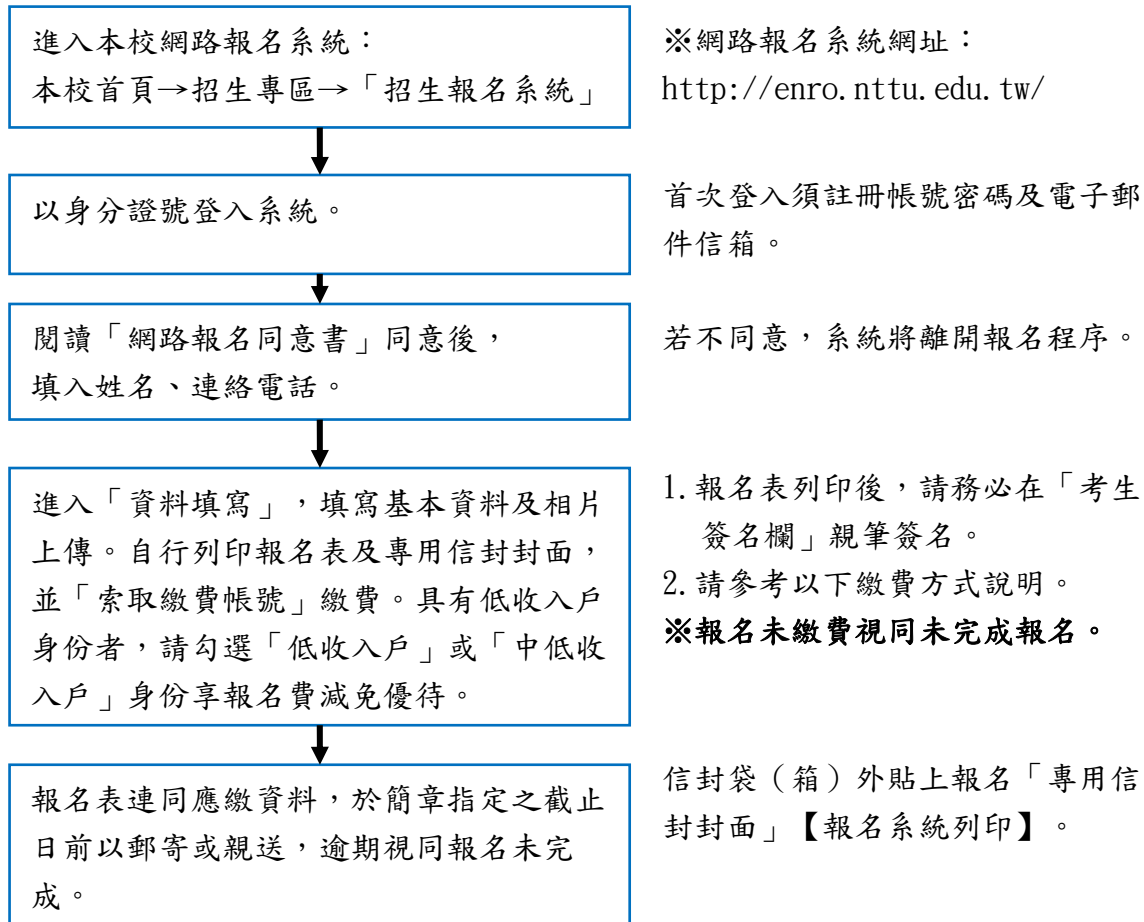 進入本校網路報名系統：
本校首頁→招生專區→「招生報名系統」
※網路報名系統網址：
http://enro.nttu.edu.tw/
以身分證號登入系統。
首次登入須註冊帳號密碼及電子郵
件信箱。
閱讀「網路報名同意書」同意後，
填入姓名、連絡電話。
若不同意，系統將離開報名程序。
進入「資料填寫」，填寫基本資料及相片
上傳。自行列印報名表及專用信封封面，
並「索取繳費帳號」繳費。具有低收入戶
身份者，請勾選「低收入戶」或「中低收
入戶」身份享報名費減免優待。
1.報名表列印後，請務必在「考生
簽名欄」親筆簽名。
2.請參考以下繳費方式說明。
※報名未繳費視同未完成報名。
報名表連同應繳資料，於簡章指定之截止
日前以郵寄或親送，逾期視同報名未完
成。
信封袋（箱）外貼上報名「專用信
封封面」【報名系統列印】。